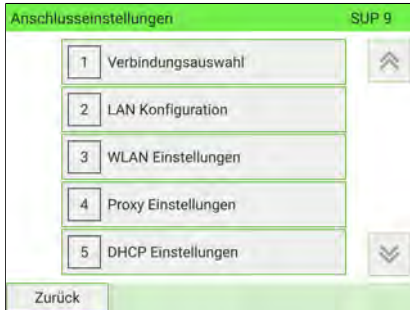 Anschlusseinstellungen SUP 9
1 Verbindungsauswahl
2 LAN Konfiguration
3 WLAN Einstellungen
4 Proxy Einstellungen
5 DHCP Einstellungen
Zurück